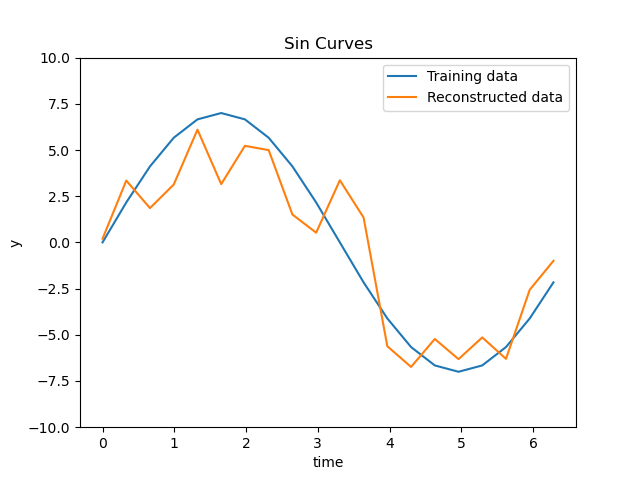 Sin Curves
Training data
Reconstructed data
10.0
7.5
5.0
2.5
0.0
−2.5
−5.0
−7.5
−10.0
y
0 1 2 3 4 5 6
time